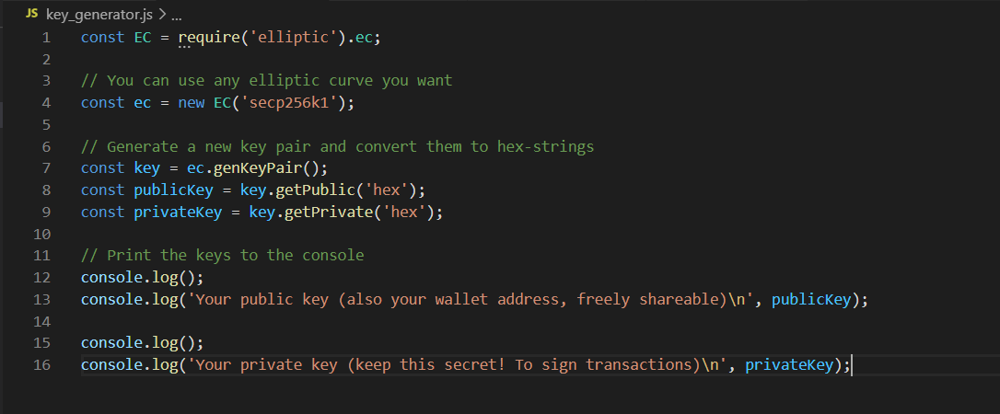 JS key_generator.js > ...
1 const EC = require('elliptic').ec;
2
3 // You can use any elliptic curve you want
4 const ec = new EC('secp256k1');
5
6 // Generate a new key pair and convert them to hex-strings
7 const key = ec.genKeyPair();
8 const publicKey = key.getPublic('hex');
9 const privateKey = key.getPrivate('hex');
10
11 // Print the keys to the console
12 console.log();
13 console.log('Your public key (also your wallet address, freely shareable)\n', publicKey);
14
15 console.log();
16 console.log('Your private key (keep this secret! To sign transactions)\n', privateKey);